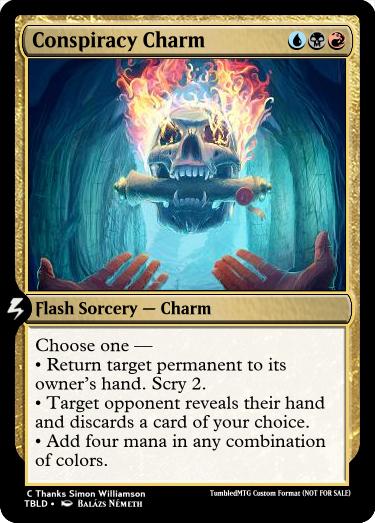 Conspiracy Charm
Flash Sorcery — Charm
Choose one —
• Return target permanent to its
owner's hand. Scry 2.
• Target opponent reveals their hand
and discards a card of your choice.
• Add four mana in any combination
of colors.
C Thanks Simon Williamson
TumbledMTG Custom Format (NOT FOR SALE)
TBLD • Balázs Németh